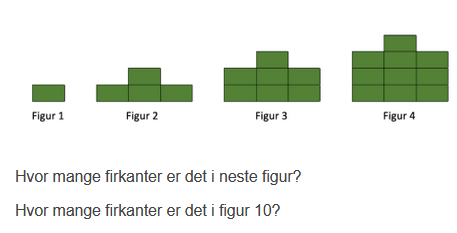 Figur 1 Figur 2 Figur 3 Figur 4
Hvor mange firkanter er det i neste figur?
Hvor mange firkanter er det i figur 10?